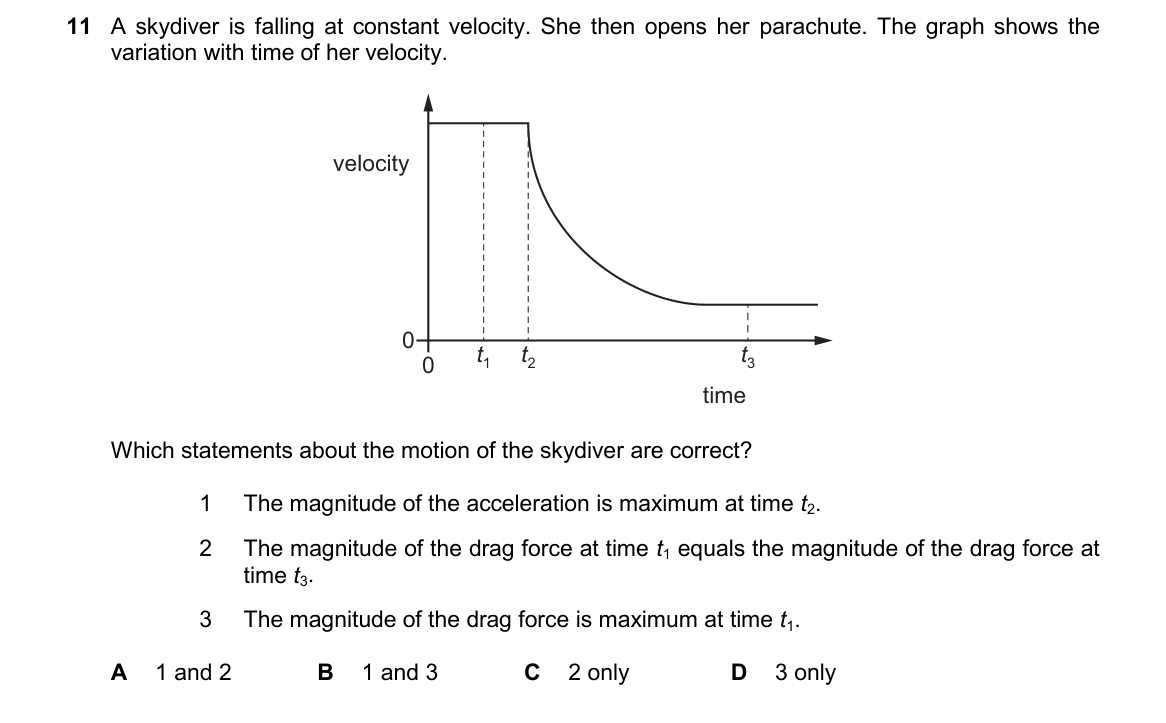 11 A skydiver is falling at constant velocity. She then opens her parachute. The graph shows the
variation with time of her velocity.
velocity
0
0
t1
t2
t3
time
Which statements about the motion of the skydiver are correct?
1 The magnitude of the acceleration is maximum at time t2.
2 The magnitude of the drag force at time t1 equals the magnitude of the drag force at
time t3.
3 The magnitude of the drag force is maximum at time t1.
A 1 and 2 B 1 and 3 C 2 only D 3 only